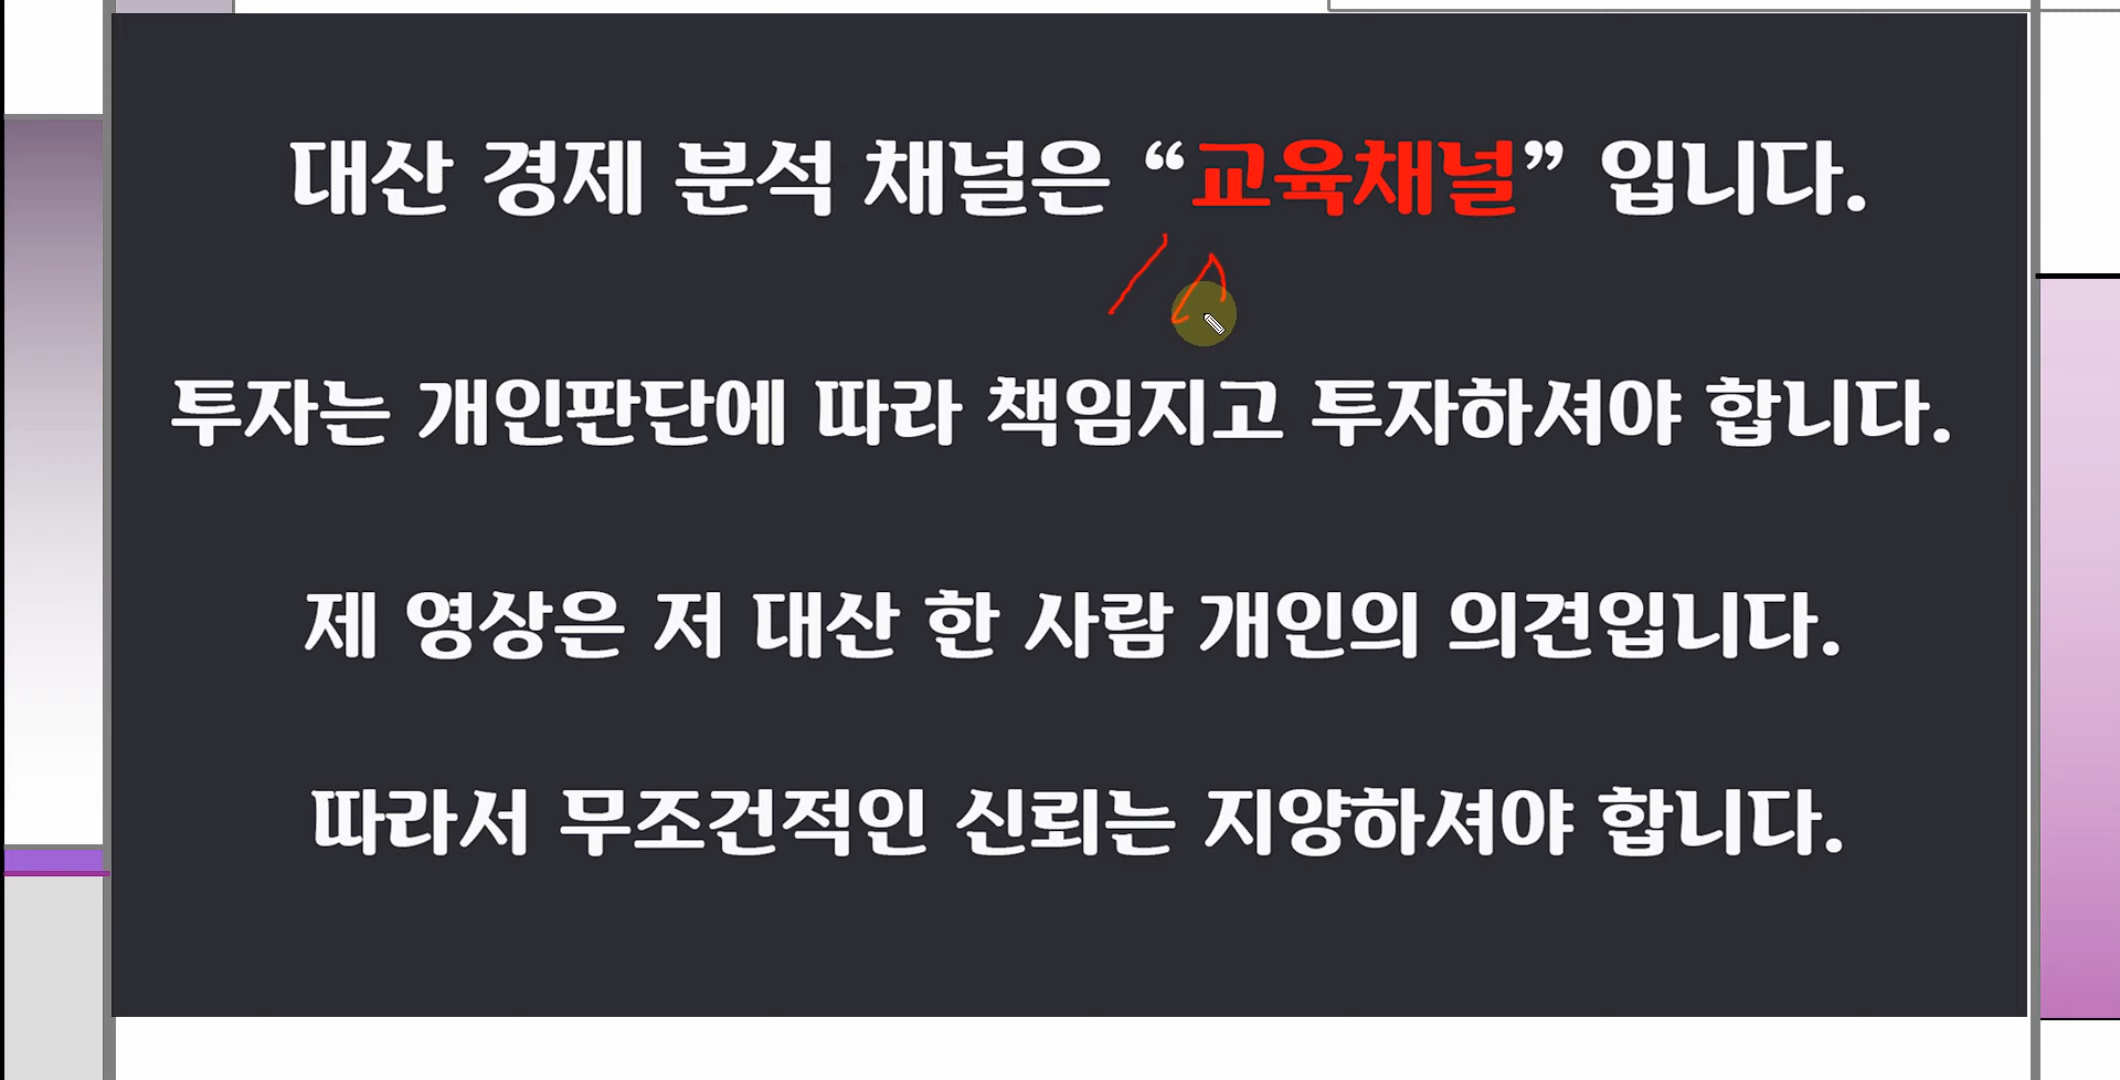 대산 경제 분석 채널은 “교육채널” 입니다.
투자는 개인판단에 따라 책임지고 투자하셔야 합니다.
제 영상은 저 대산 한 사람 개인의 의견입니다.
따라서 무조건적인 신뢰는 지양하셔야 합니다.